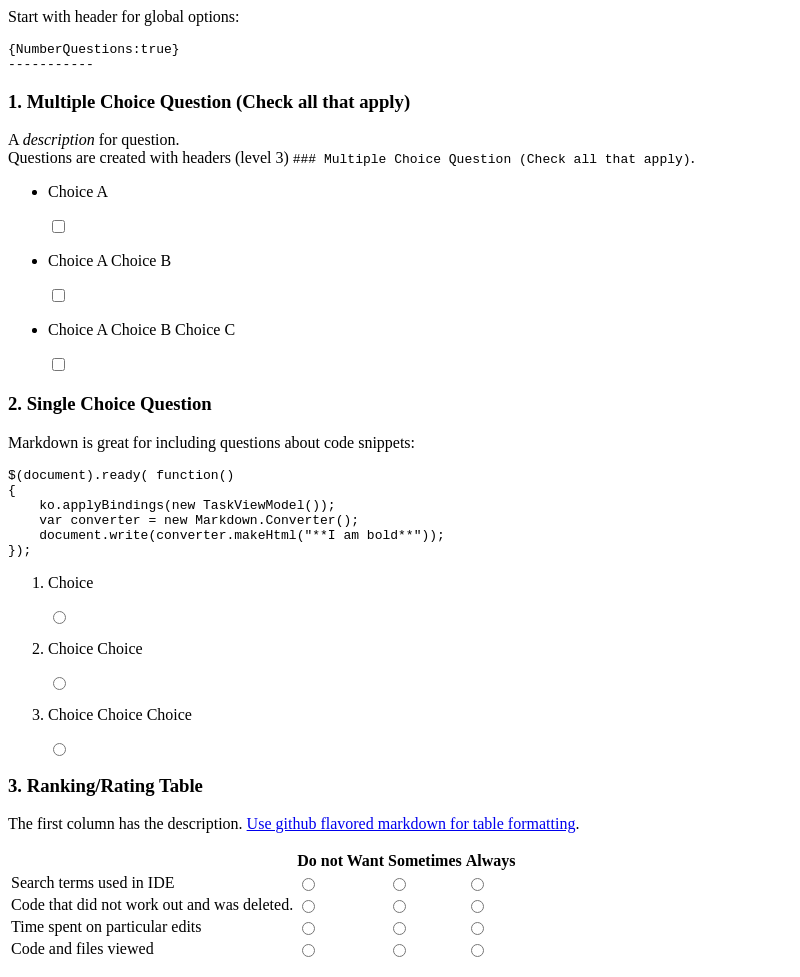 Start with header for global options:
{NumberQuestions:true}
-----------
1. Multiple Choice Question (Check all that apply)
A description for question.
Questions are created with headers (level 3) ### Multiple Choice Question (Check all that apply).
• Choice A
• Choice A Choice B
• Choice A Choice B Choice C
2. Single Choice Question
Markdown is great for including questions about code snippets:
$(document).ready( function()
{
    ko.applyBindings(new TaskViewModel());
    var converter = new Markdown.Converter();
    document.write(converter.makeHtml("**I am bold**"));
});
1. Choice
2. Choice Choice
3. Choice Choice Choice
3. Ranking/Rating Table
The first column has the description. Use github flavored markdown for table formatting.
Do not Want Sometimes Always
Search terms used in IDE
Code that did not work out and was deleted.
Time spent on particular edits
Code and files viewed